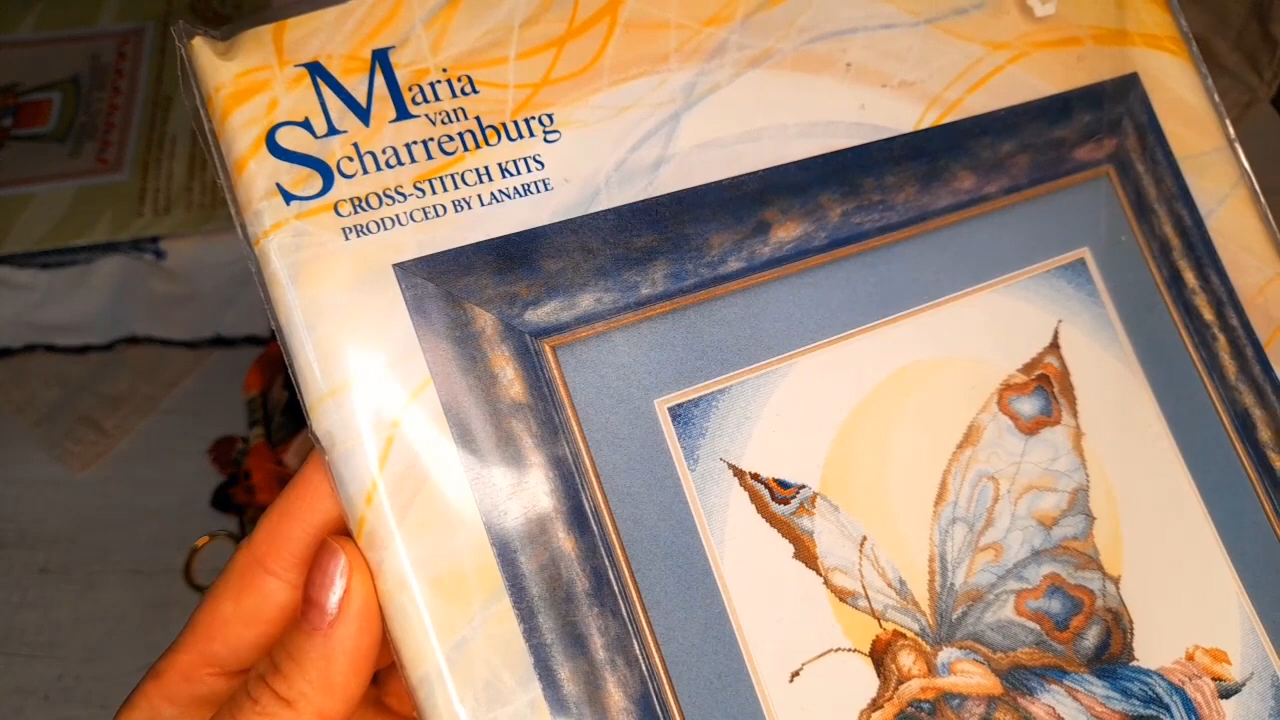 Maria
van
Scharrenburg
CROSS-STITCH KITS
PRODUCED BY LANARTE